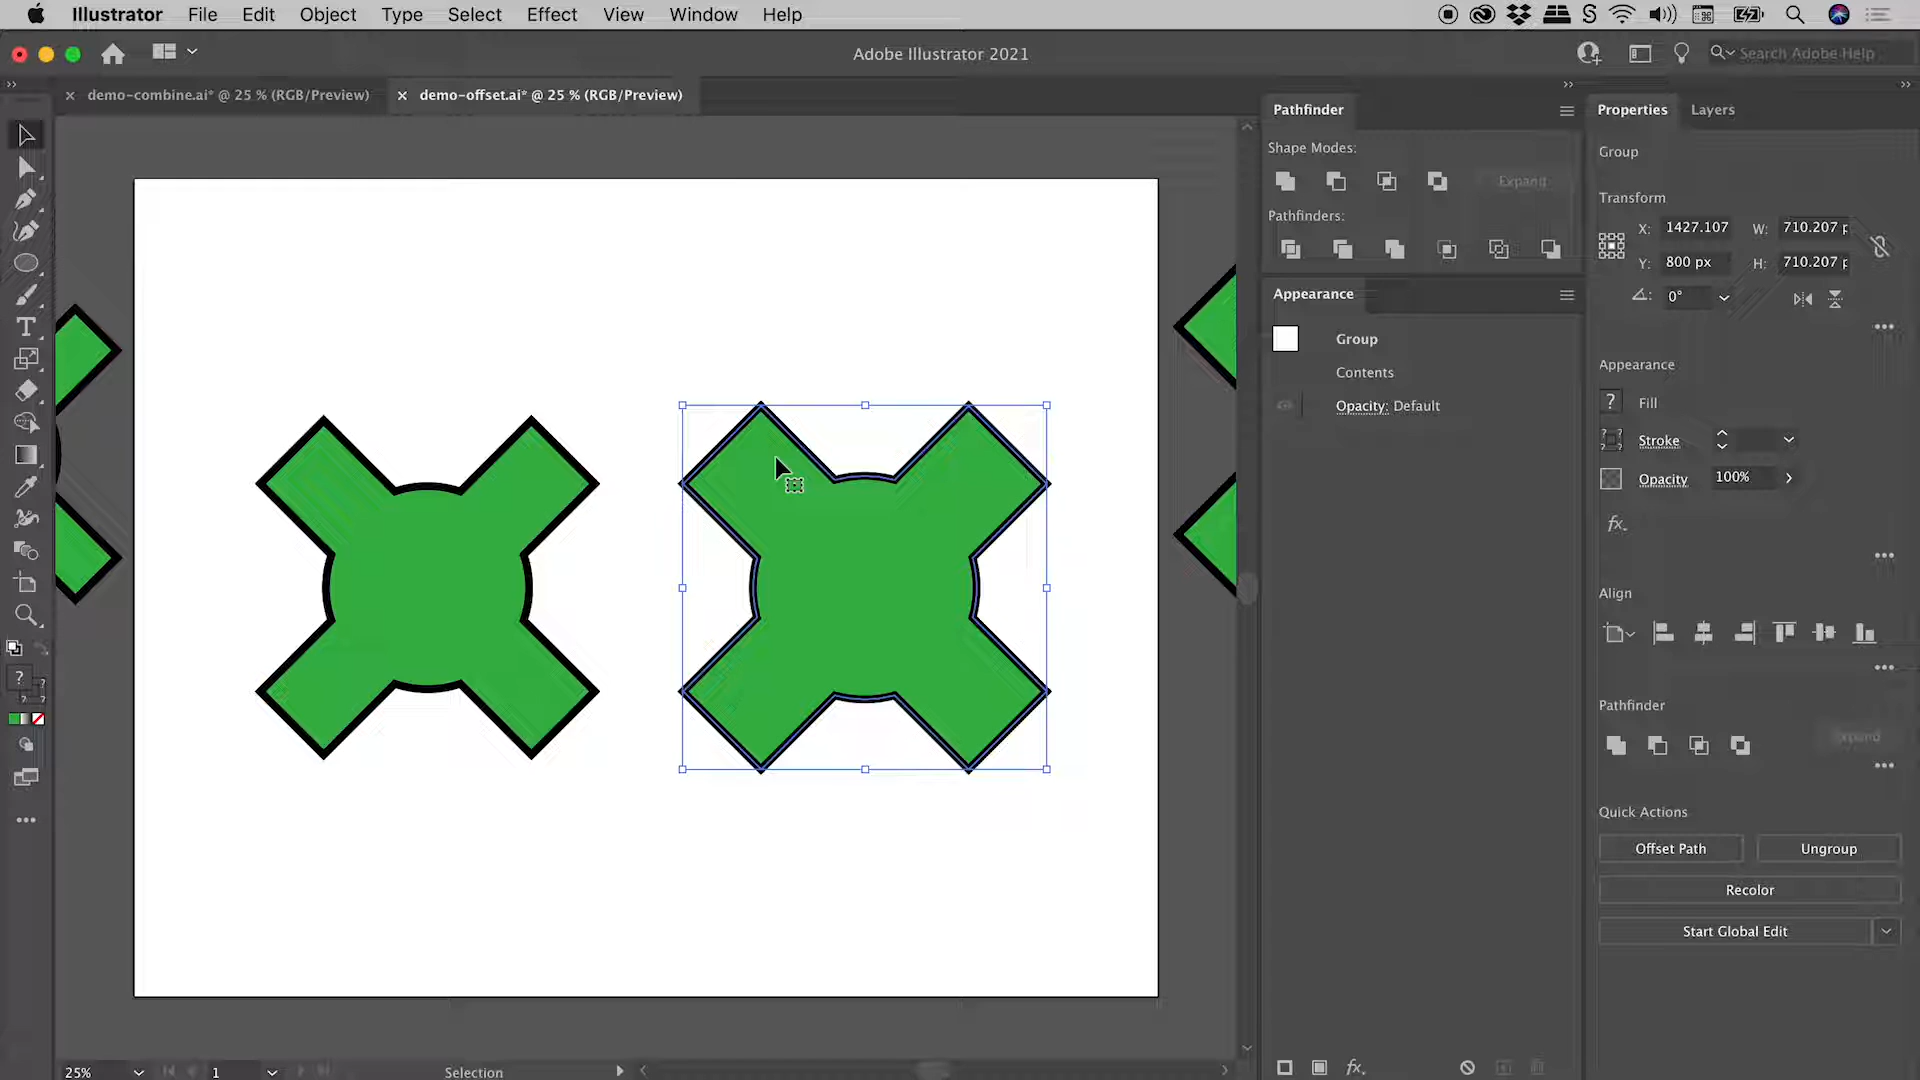 Illustrator File Edit Object Type Select Effect View Window Help
Adobe Illustrator 2021
Search Adobe Help
demo-combine.ai* @ 25 % (RGB/Preview)
demo-offset.ai* @ 25 % (RGB/Preview)
Pathfinder
Shape Modes:
Expand
Pathfinders:
Appearance
Group
Contents
Opacity: Default
Properties Layers
Group
Transform
X: 1427.107 W: 710.207 p
Y: 800 px H: 710.207 p
0°
Appearance
? Fill
Stroke
Opacity 100%
fx.
Align
Pathfinder
Expand
Quick Actions
Offset Path Ungroup
Recolor
Start Global Edit
25% 1 Selection
fx.